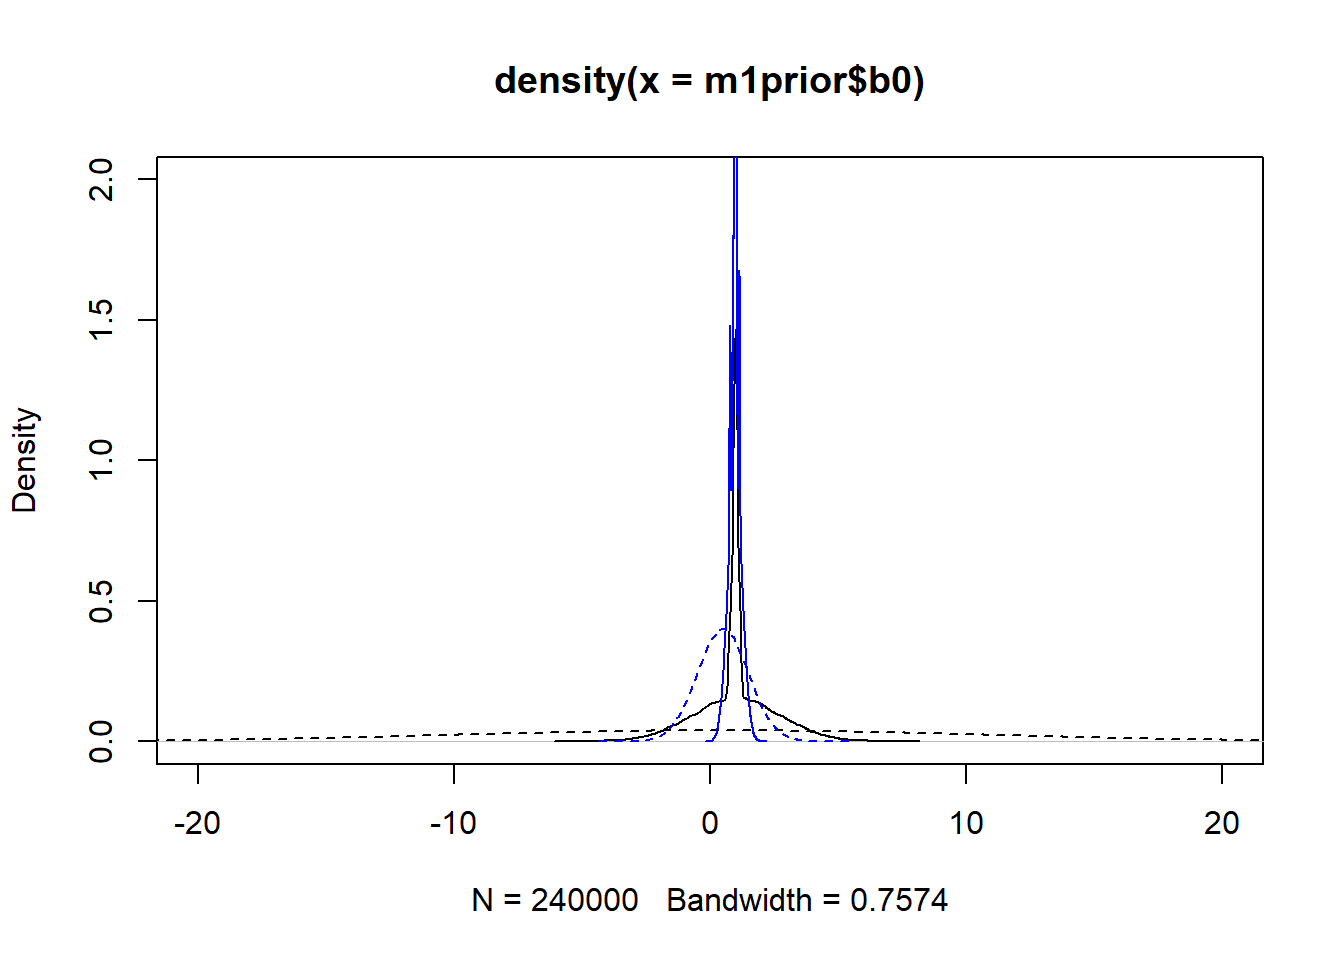 density(x = m1prior$b0)
Density
2.0
1.5
1.0
0.5
0.0
-20 -10 0 10 20
N = 240000 Bandwidth = 0.7574